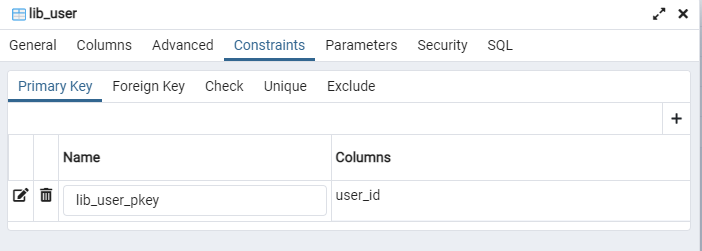 lib_user
General Columns Advanced Constraints Parameters Security SQL
Primary Key Foreign Key Check Unique Exclude
Name Columns
lib_user_pkey user_id